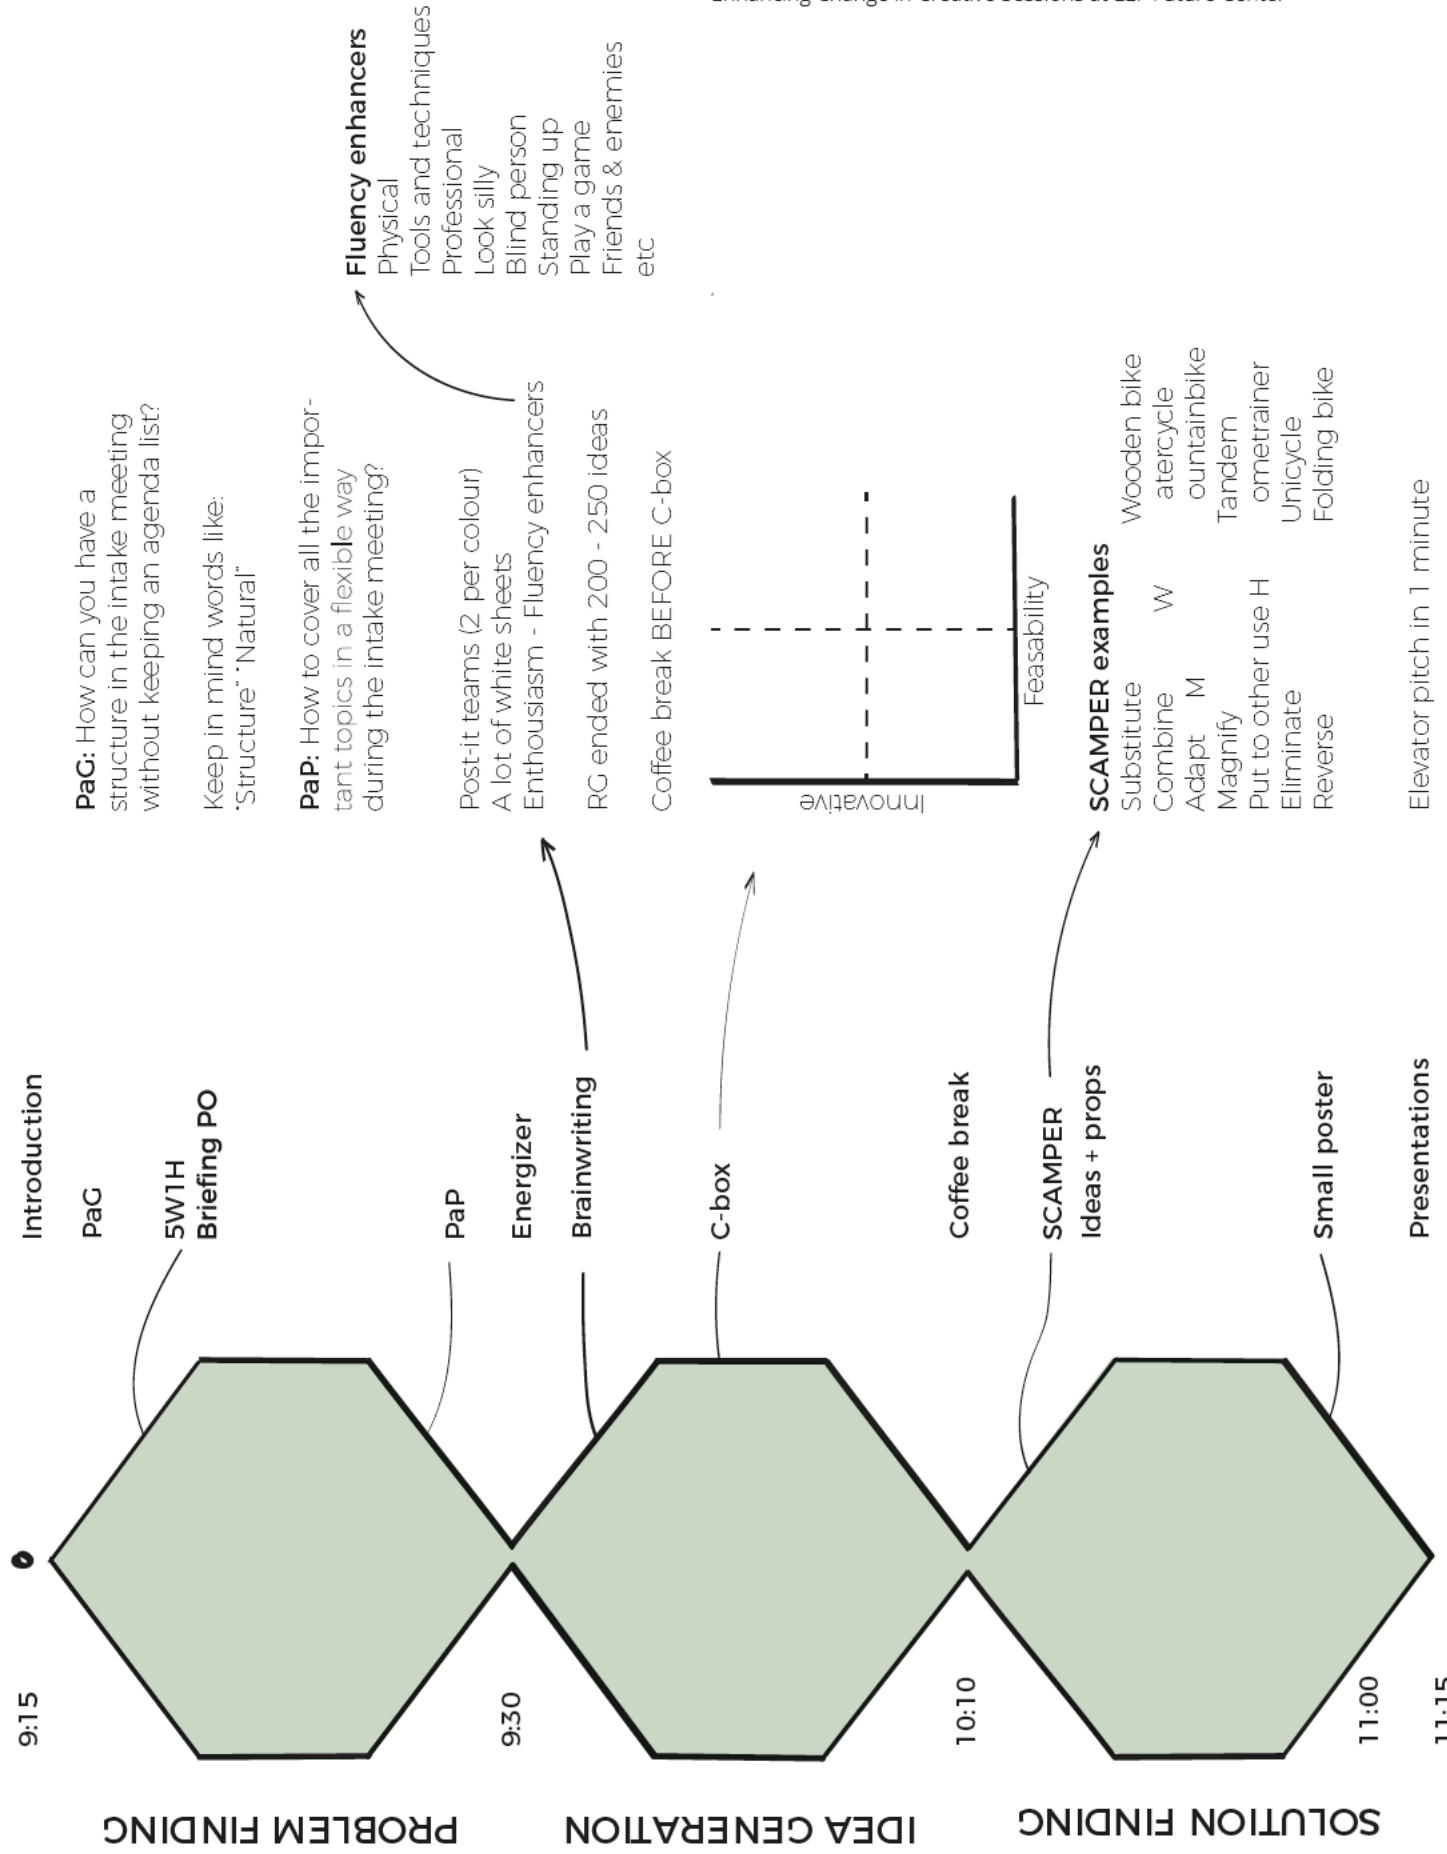 9:15
Introduction
PaG
5W1H
Briefing PO
PROBLEM FINDING
PaP
9:30
Energizer
Brainwriting
IDEA GENERATION
C-box
10:10
Coffee break
SCAMPER
Ideas + props
SOLUTION FINDING
Small poster
11:00
Presentations
11:15
PaG: How can you have a
structure in the intake meeting
without keeping an agenda list?
Keep in mind words like:
"Structure" "Natural"
PaP: How to cover all the impor-
tant topics in a flexible way
during the intake meeting?
Post-it teams (2 per colour)
A lot of white sheets
Enthousiasm - Fluency enhancers
RG ended with 200 - 250 ideas
Coffee break BEFORE C-box
Innovative
Feasability
SCAMPER examples
Substitute Wooden bike
Combine W atercycle
Adapt M ountainbike
Magnify Tandem
Put to other use H ometrainer
Eliminate Unicycle
Reverse Folding bike
Elevator pitch in 1 minute
Fluency enhancers
Physical
Tools and techniques
Professional
Look silly
Blind person
Standing up
Play a game
Friends & enemies
etc